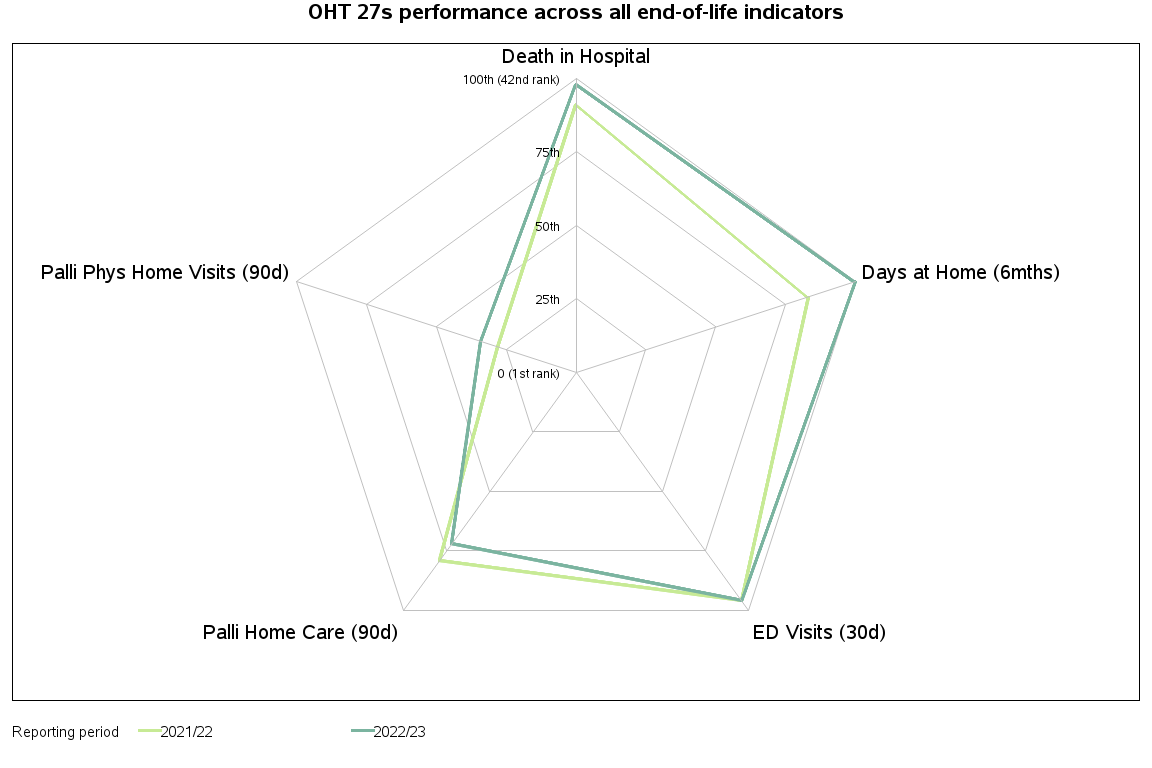 OHT 27s performance across all end-of-life indicators
Death in Hospital
100th (42nd rank)
75th
50th
25th
0 (1st rank)
Palli Phys Home Visits (90d)
Days at Home (6mths)
Palli Home Care (90d)
ED Visits (30d)
Reporting period 2021/22 2022/23